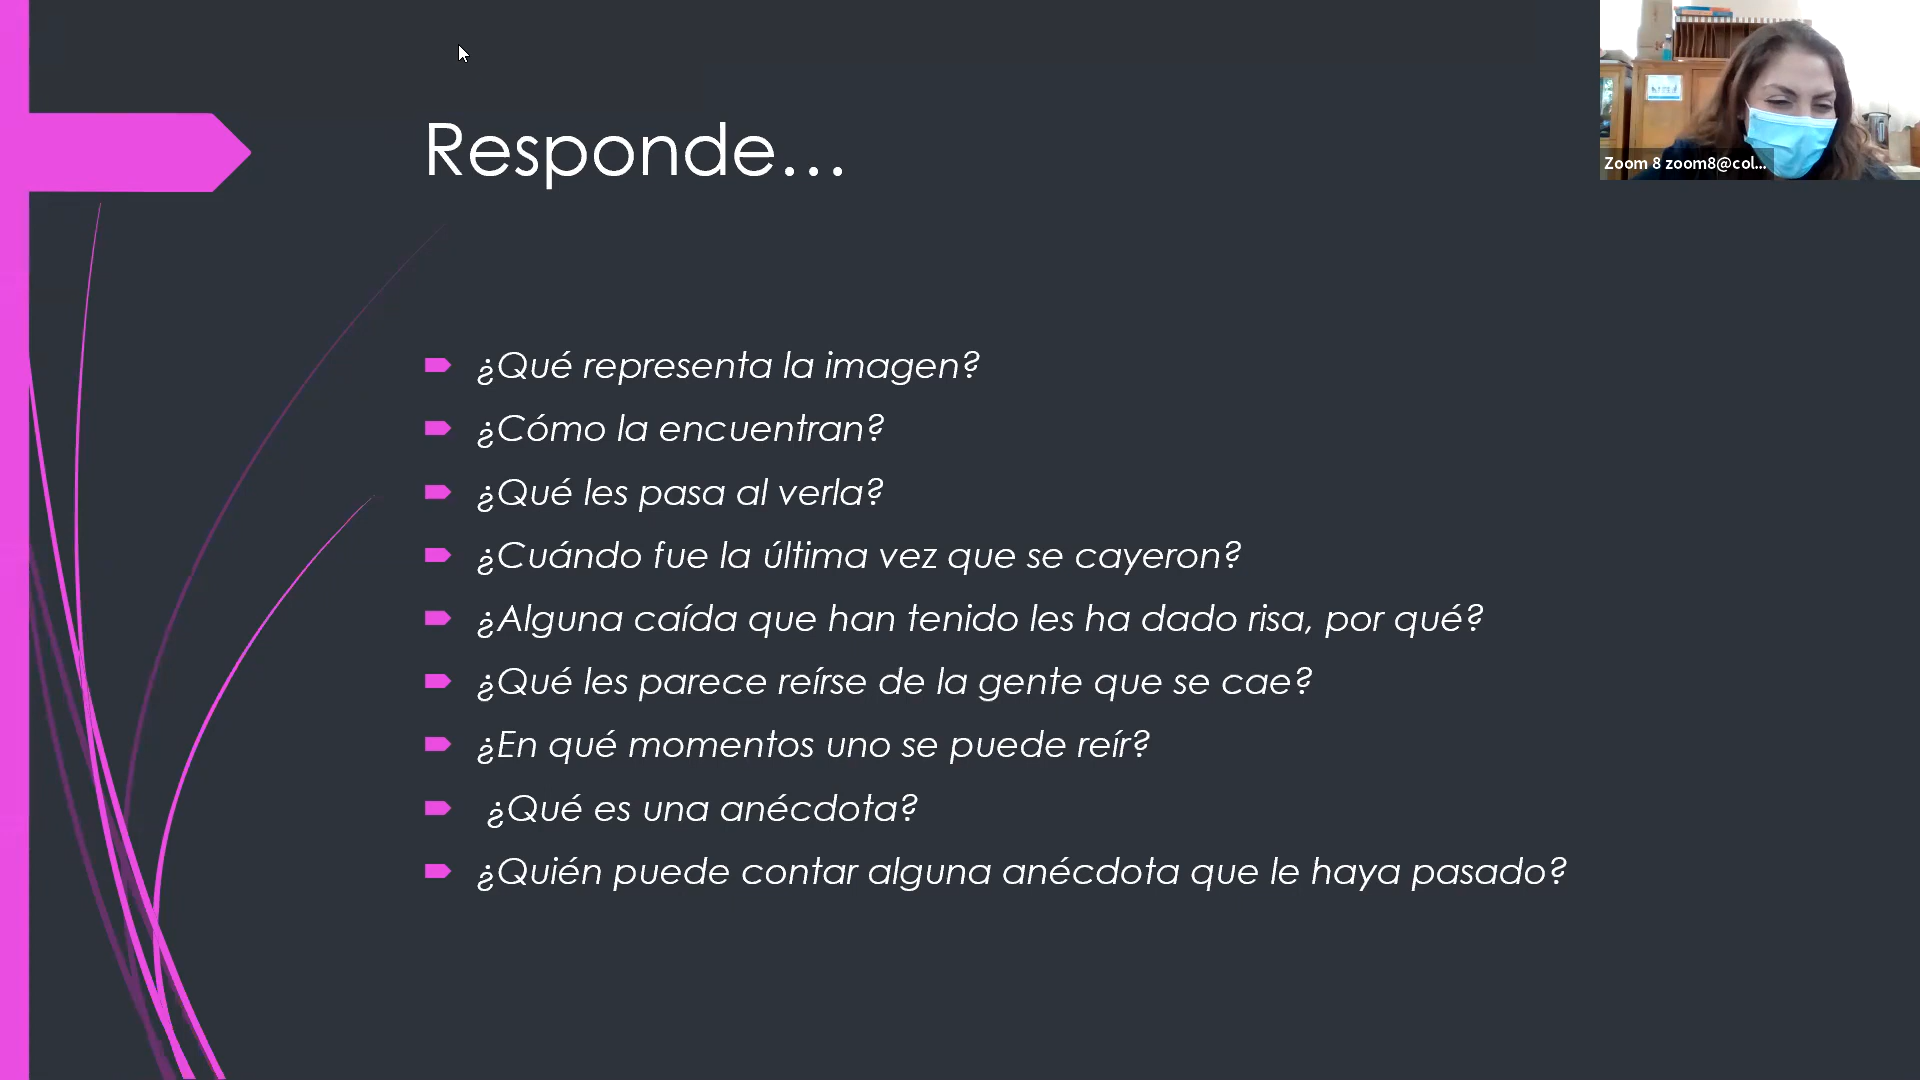 Responde...
¿Qué representa la imagen?
¿Cómo la encuentran?
¿Qué les pasa al verla?
¿Cuándo fue la última vez que se cayeron?
¿Alguna caída que han tenido les ha dado risa, por qué?
¿Qué les parece reírse de la gente que se cae?
¿En qué momentos uno se puede reír?
¿Qué es una anécdota?
¿Quién puede contar alguna anécdota que le haya pasado?
Zoom 8 zoom8@col...